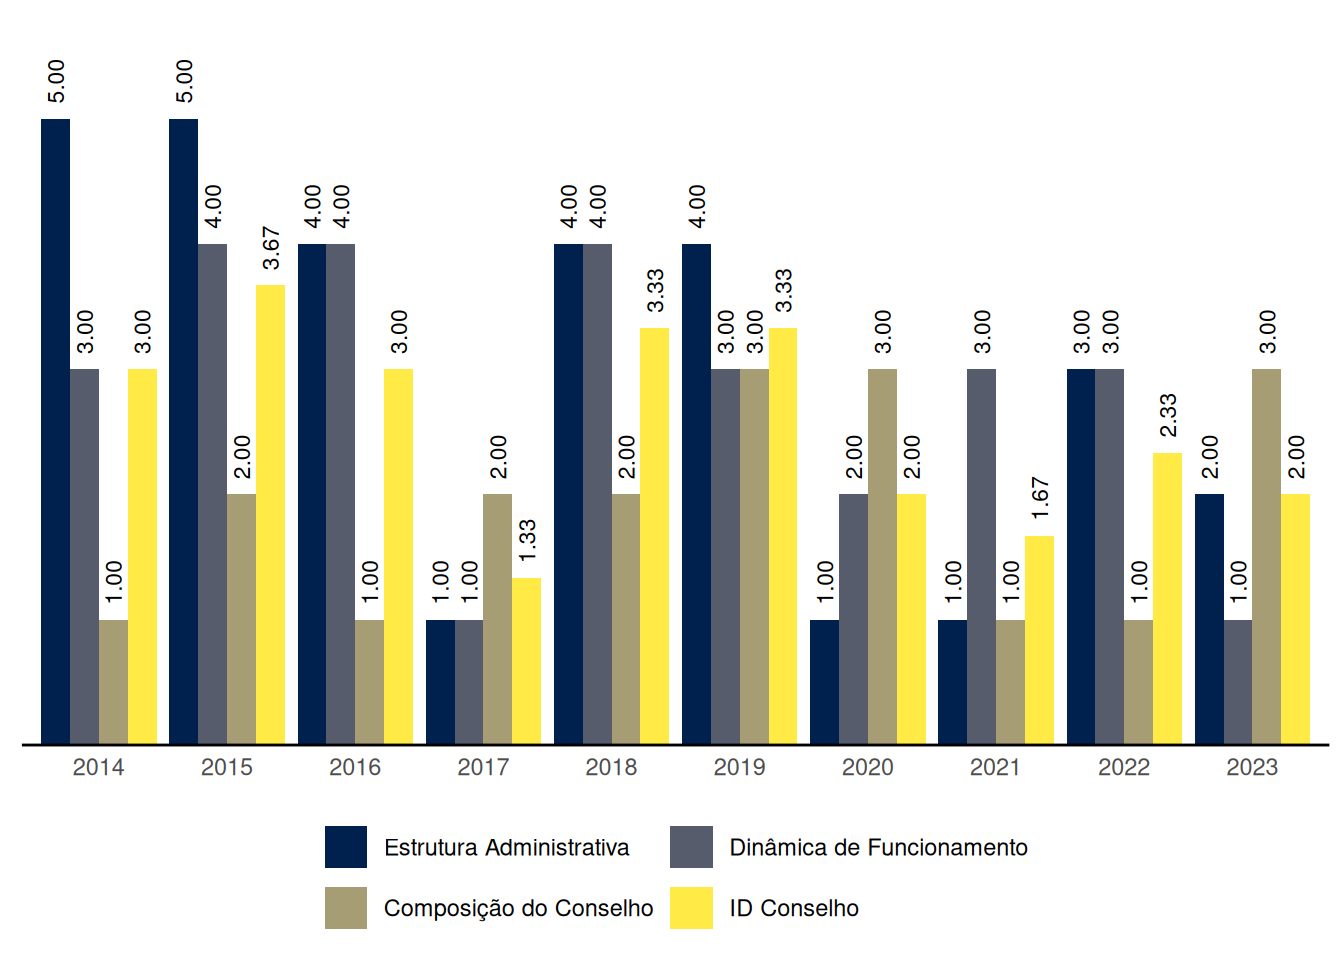 5.00 3.00 1.00 3.00
5.00 4.00 2.00 3.67
4.00 4.00 1.00 3.00
1.00 1.00 2.00 1.33
4.00 4.00 2.00 3.33
4.00 3.00 3.00 3.33
1.00 2.00 3.00 2.00
1.00 3.00 1.00 1.67
3.00 3.00 1.00 2.33
2.00 1.00 3.00 2.00
2014 2015 2016 2017 2018 2019 2020 2021 2022 2023
Estrutura Administrativa Dinâmica de Funcionamento
Composição do Conselho ID Conselho